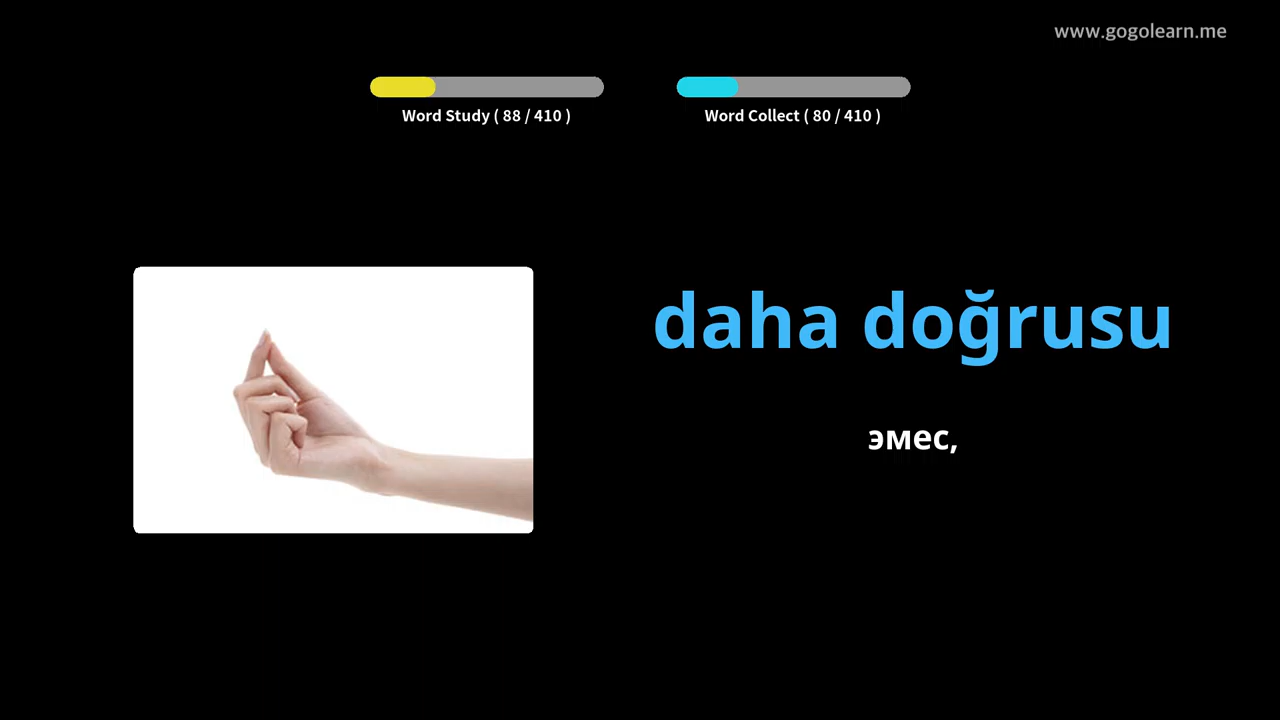 www.gogolearn.me
Word Study ( 88 / 410 )
Word Collect ( 80 / 410 )
daha doğrusu
эмес,